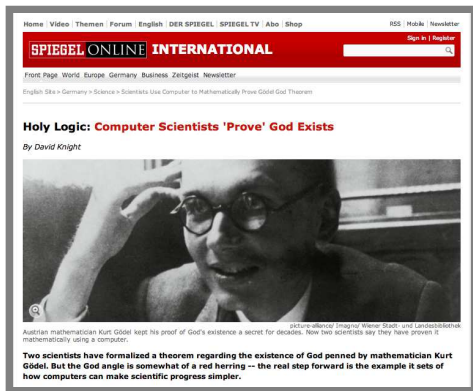 Home Video Themen Forum English DER SPIEGEL SPIEGEL TV Abo Shop
RSS Mobile Newsletter
Sign in | Register
SPIEGEL ONLINE INTERNATIONAL
Front Page World Europe Germany Business Zeitgeist Newsletter
English Site > Germany > Science > Scientists Use Computer to Mathematically Prove Gödel God Theorem
Holy Logic: Computer Scientists 'Prove' God Exists
By David Knight
picture-alliance/ Imagno/ Wiener Stadt- und Landesbibliothek
Austrian mathematician Kurt Gödel kept his proof of God's existence a secret for decades. Now two scientists say they have proven it
mathematically using a computer.
Two scientists have formalized a theorem regarding the existence of God penned by mathematician Kurt
Gödel. But the God angle is somewhat of a red herring -- the real step forward is the example it sets of
how computers can make scientific progress simpler.